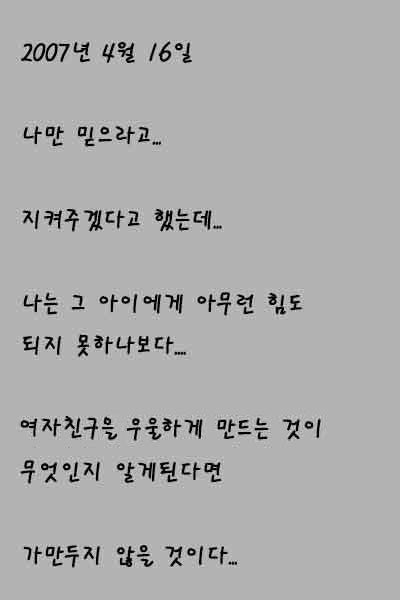 2007년 4월 16일
나만 믿으라고...
지켜주겠다고 했는데...
나는 그 아이에게 아무런 힘도
되지 못하나보다....
여자친구을 우울하게 만드는 것이
무엇인지 알게된다면
가만두지 않을 것이다...